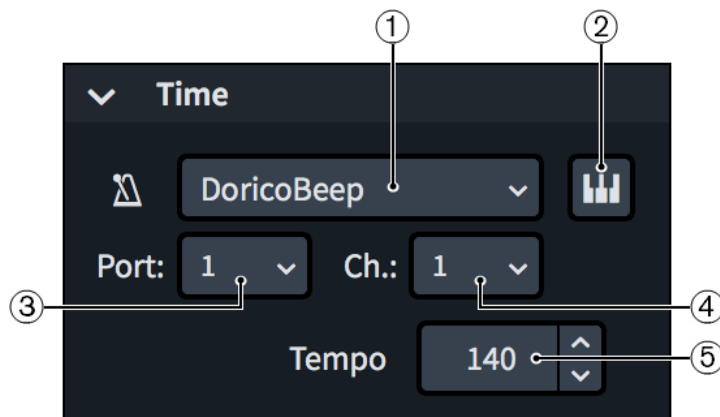 ① ②
Time
DoricoBeep
Port: 1 Ch.: 1
③ ④
Tempo 140 ⑤